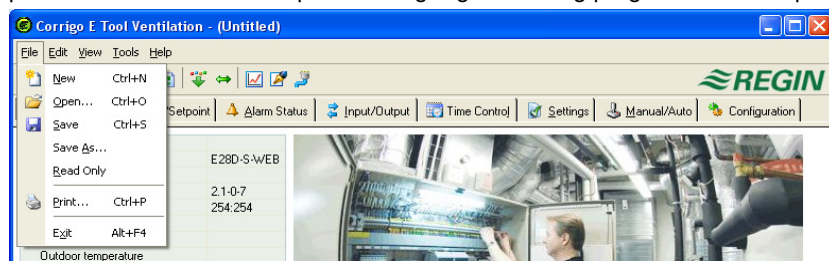 Corrigo E Tool Ventilation - (Untitled)
File Edit View Tools Help
REGIN
/Setpoint Alarm Status Input/Output Time Control Settings Manual/Auto Configuration
New Ctrl+N
Open... Ctrl+O
Save Ctrl+S
Save As...
Read Only
Print... Ctrl+P
Exit Alt+F4
E28D-S-WEB
2.1-0-7
254:254
Outdoor temperature